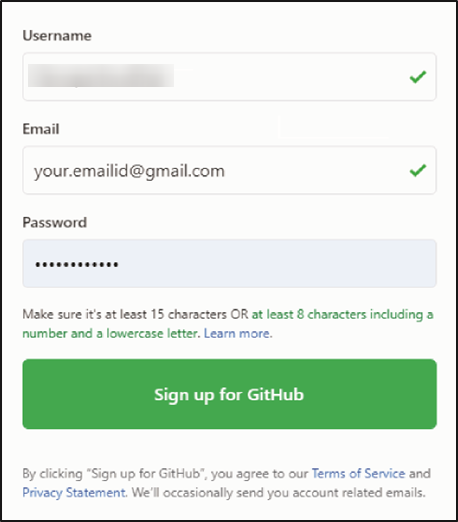 Username
Email
your.emailid@gmail.com
Password
••••••••••••
Make sure it's at least 15 characters OR at least 8 characters including a
number and a lowercase letter. Learn more.
Sign up for GitHub
By clicking “Sign up for GitHub”, you agree to our Terms of Service and
Privacy Statement. We'll occasionally send you account related emails.